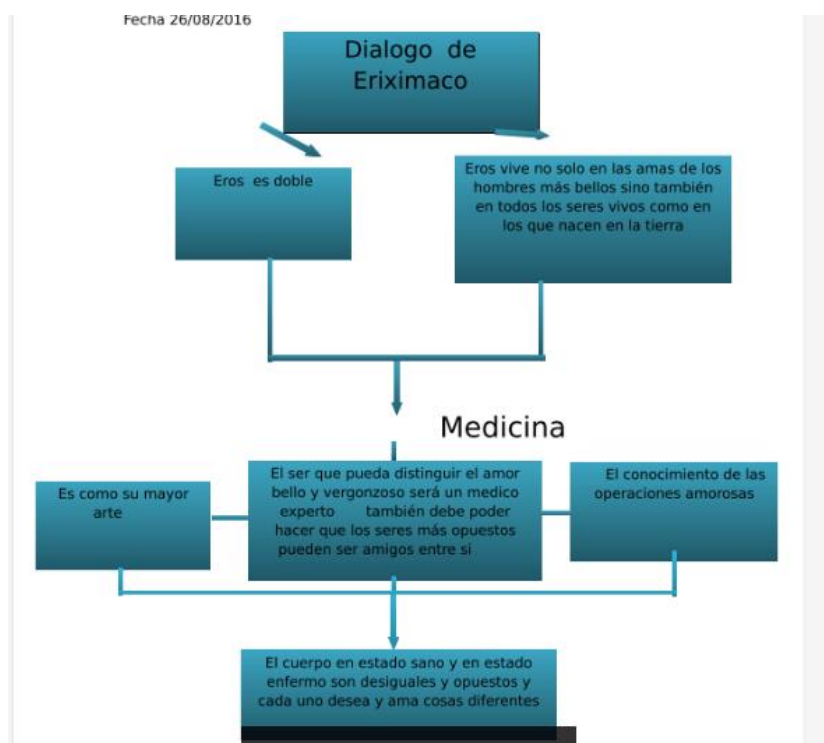 Fecha 26/08/2016
Dialogo de
Eriximaco
Eros es doble
Eros vive no solo en las amas de los
hombres más bellos sino también
en todos los seres vivos como en
los que nacen en la tierra
Medicina
Es como su mayor
arte
El ser que pueda distinguir el amor
bello y vergonzoso será un medico
experto también debe poder
hacer que los seres más opuestos
pueden ser amigos entre si
El conocimiento de las
operaciones amorosas
El cuerpo en estado sano y en estado
enfermo son desiguales y opuestos y
cada uno desea y ama cosas diferentes